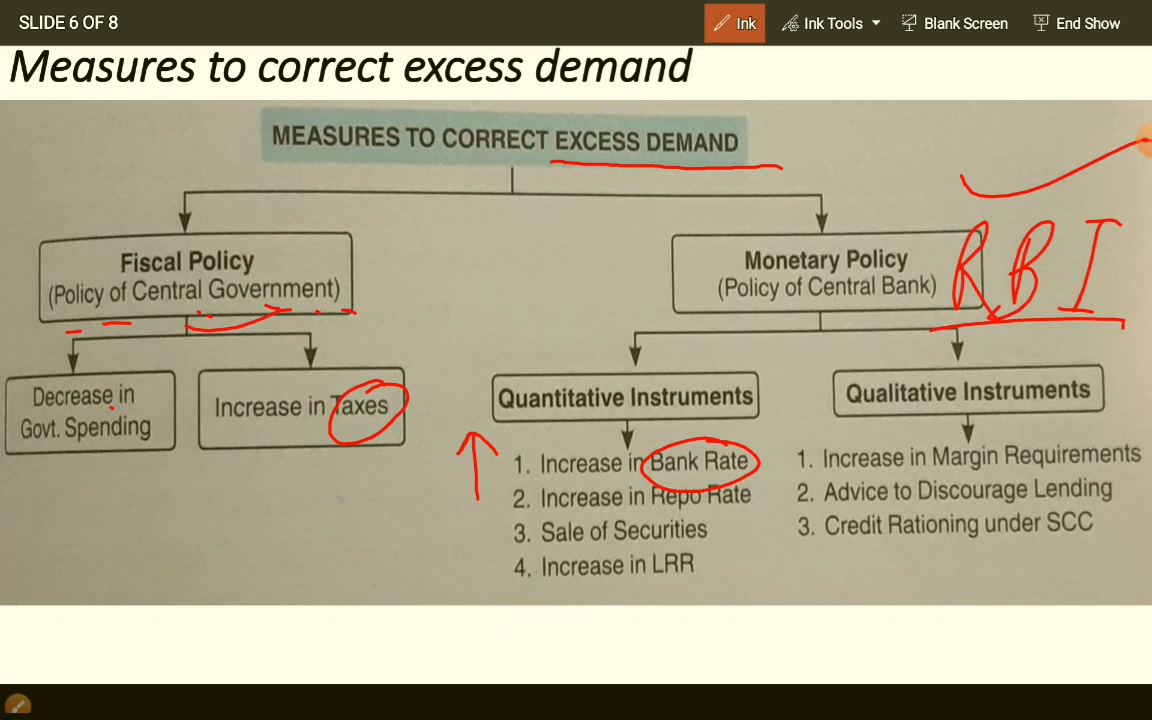 SLIDE 6 OF 8
Ink
Ink Tools
Blank Screen
End Show
Measures to correct excess demand
MEASURES TO CORRECT EXCESS DEMAND
Fiscal Policy
(Policy of Central Government)
Monetary Policy
(Policy of Central Bank)
RBI
Decrease in
Govt. Spending
Increase in Taxes
Quantitative Instruments
1. Increase in Bank Rate
2. Increase in Repo Rate
3. Sale of Securities
4. Increase in LRR
Qualitative Instruments
1. Increase in Margin Requirements
2. Advice to Discourage Lending
3. Credit Rationing under SCC